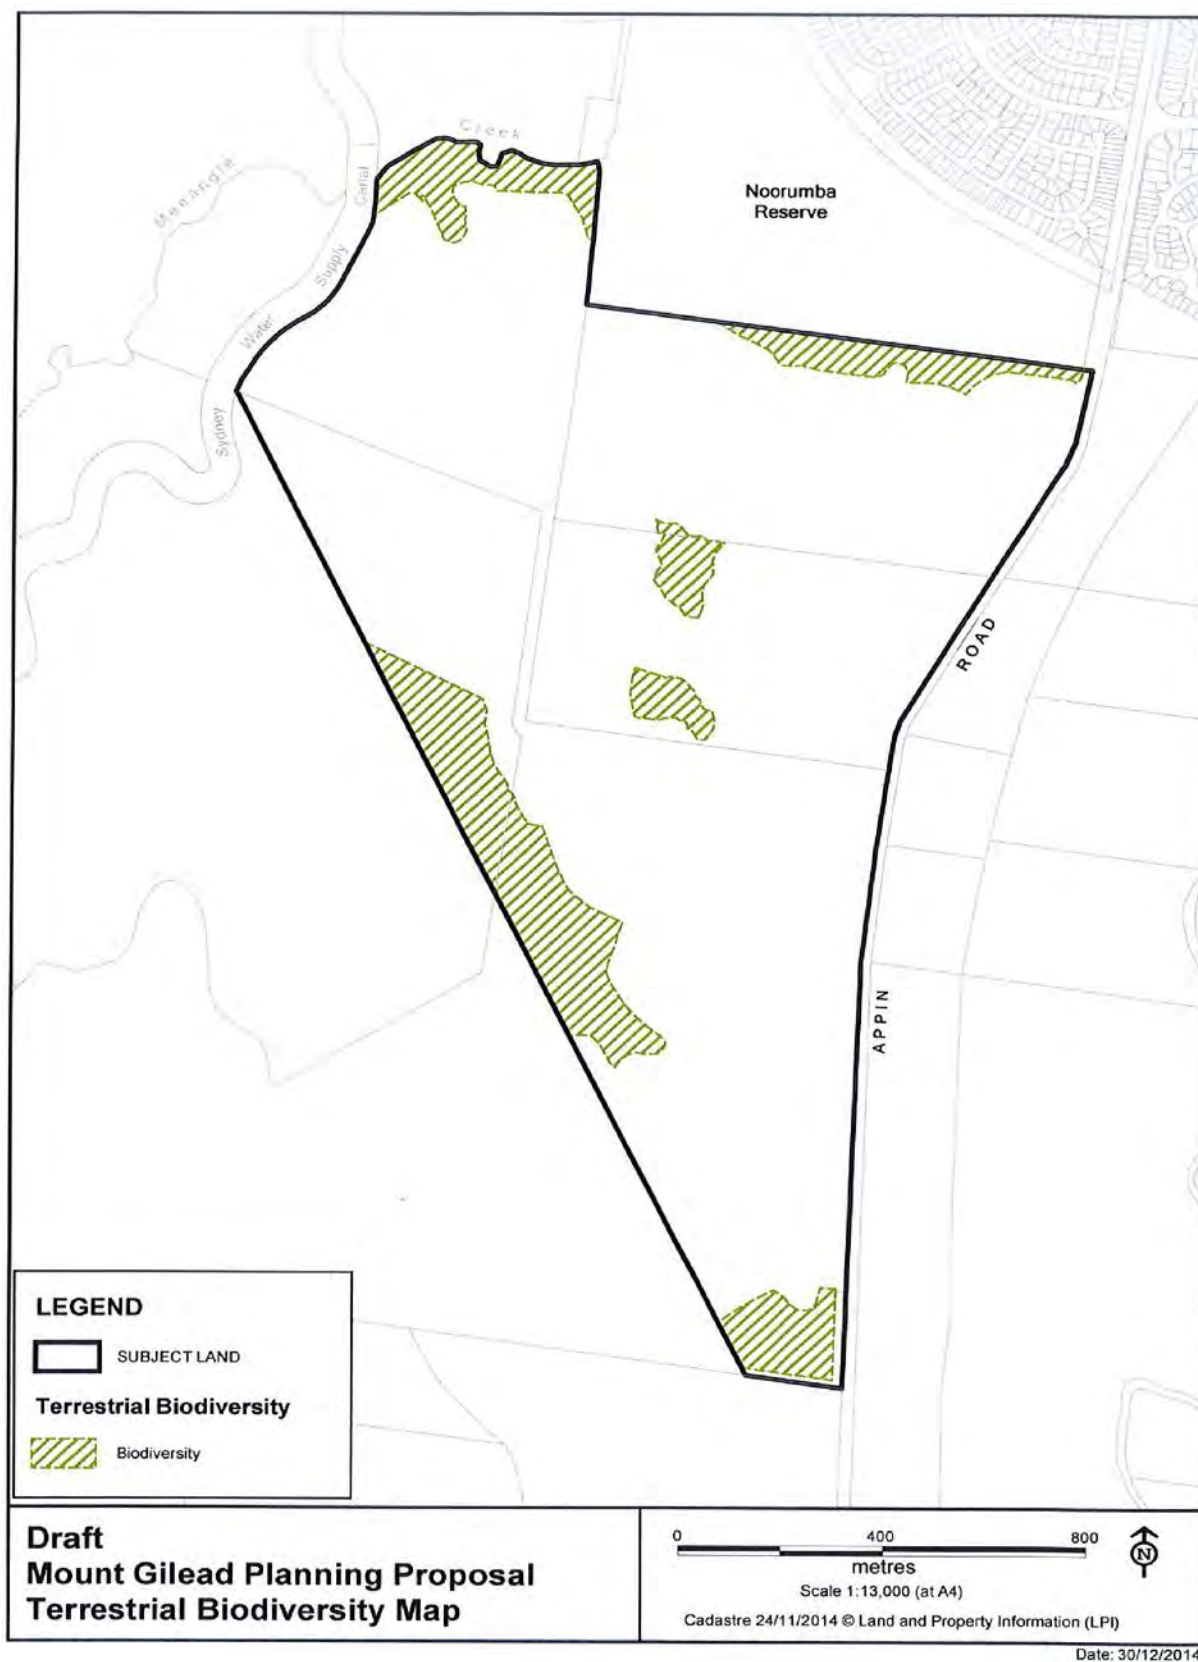 Creek
Menangle
Canal
Supply
Water
Sydney
Noorumba
Reserve
ROAD
APPIN
LEGEND
SUBJECT LAND
Terrestrial Biodiversity
Biodiversity
Draft
Mount Gilead Planning Proposal
Terrestrial Biodiversity Map
0 400 800
metres
Scale 1:13,000 (at A4)
Cadastre 24/11/2014 © Land and Property Information (LPI)
N
Date: 30/12/2014